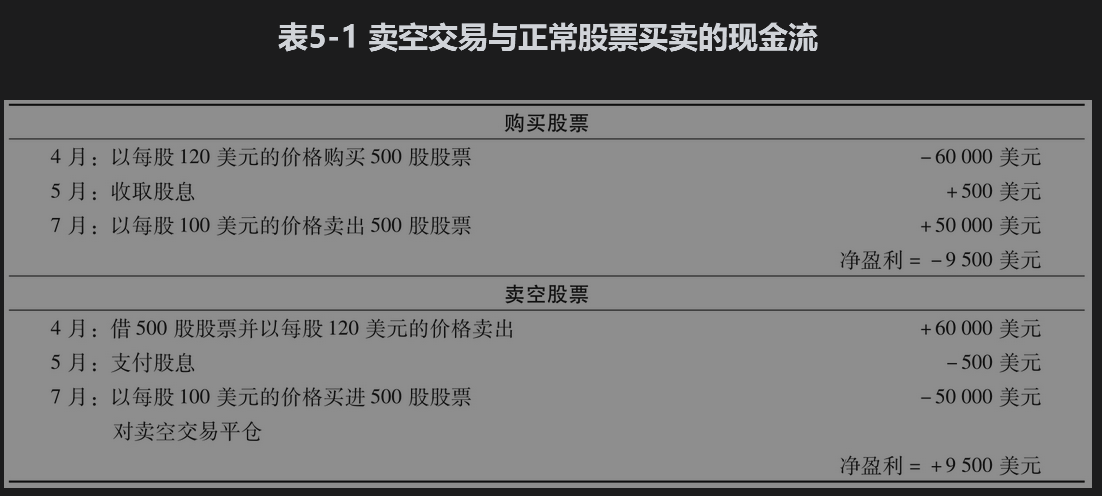 表5-1 卖空交易与正常股票买卖的现金流
购买股票
4 月：以每股 120 美元的价格购买 500 股股票 -60 000 美元
5 月：收取股息 +500 美元
7 月：以每股 100 美元的价格卖出 500 股股票 +50 000 美元
净盈利 = -9 500 美元
卖空股票
4 月：借 500 股股票并以每股 120 美元的价格卖出 +60 000 美元
5 月：支付股息 -500 美元
7 月：以每股 100 美元的价格买进 500 股股票 -50 000 美元
对卖空交易平仓
净盈利 = +9 500 美元